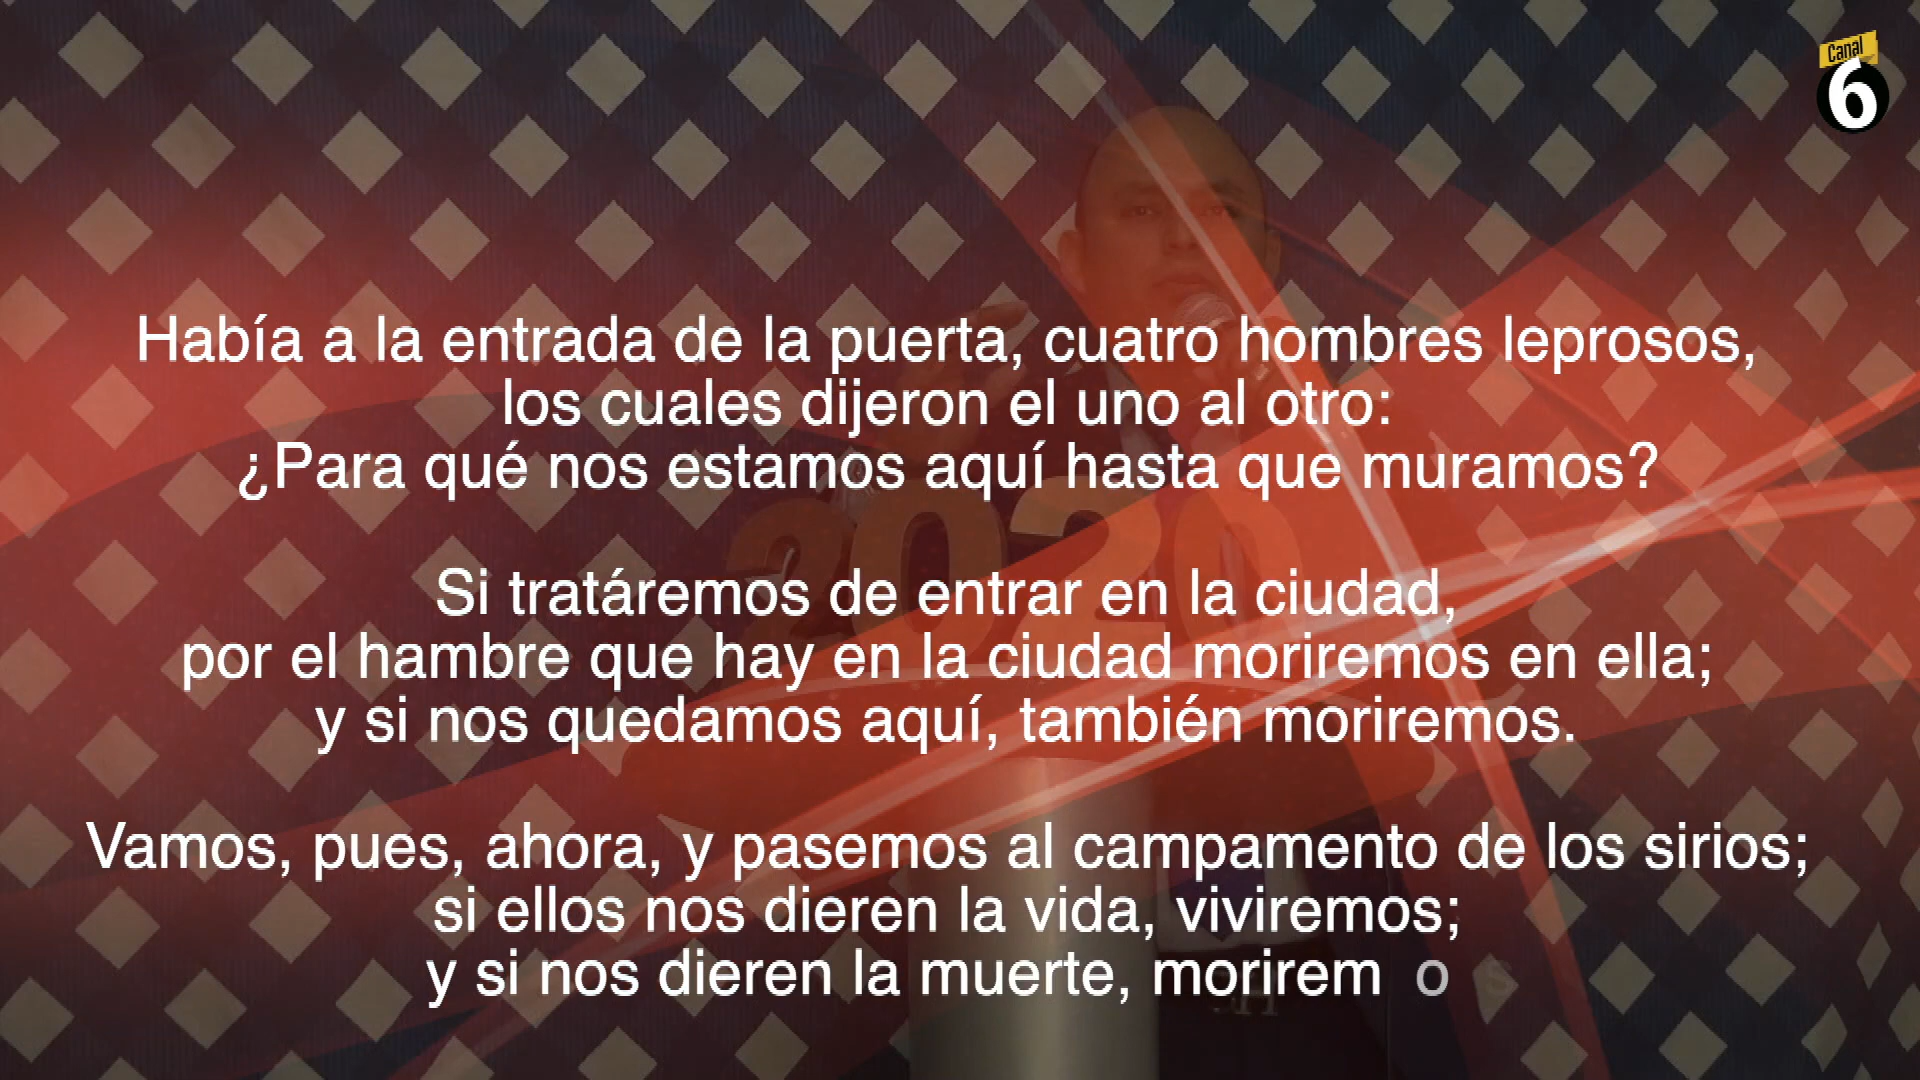 Canal
6
Había a la entrada de la puerta, cuatro hombres leprosos,
los cuales dijeron el uno al otro:
¿Para qué nos estamos aquí hasta que muramos?
2020
Si tratáremos de entrar en la ciudad,
por el hambre que hay en la ciudad moriremos en ella;
y si nos quedamos aquí, también moriremos.
Vamos, pues, ahora, y pasemos al campamento de los sirios;
si ellos nos dieren la vida, viviremos;
y si nos dieren la muerte, moriremos